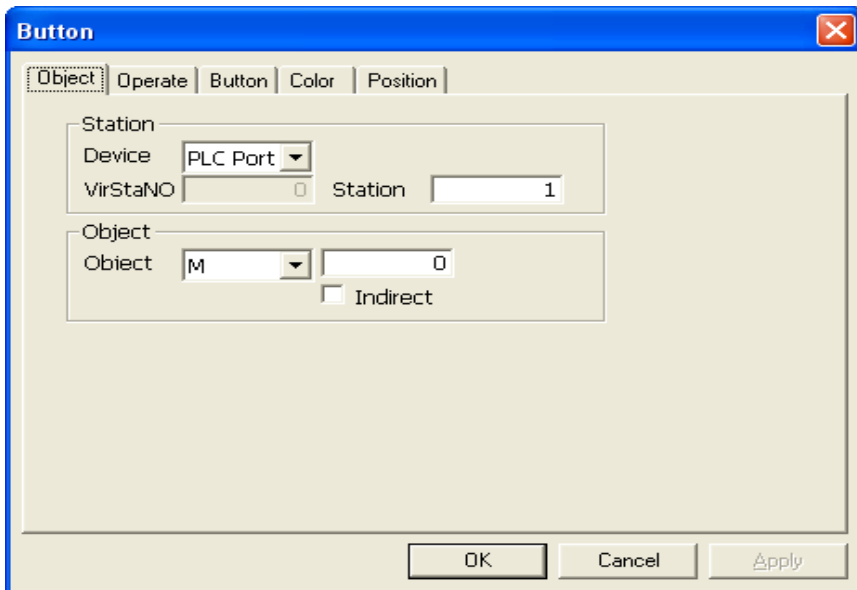 Button
Object Operate Button Color Position
Station
Device PLC Port
VirStaNO 0 Station 1
Object
Obiect M 0
Indirect
OK Cancel Apply